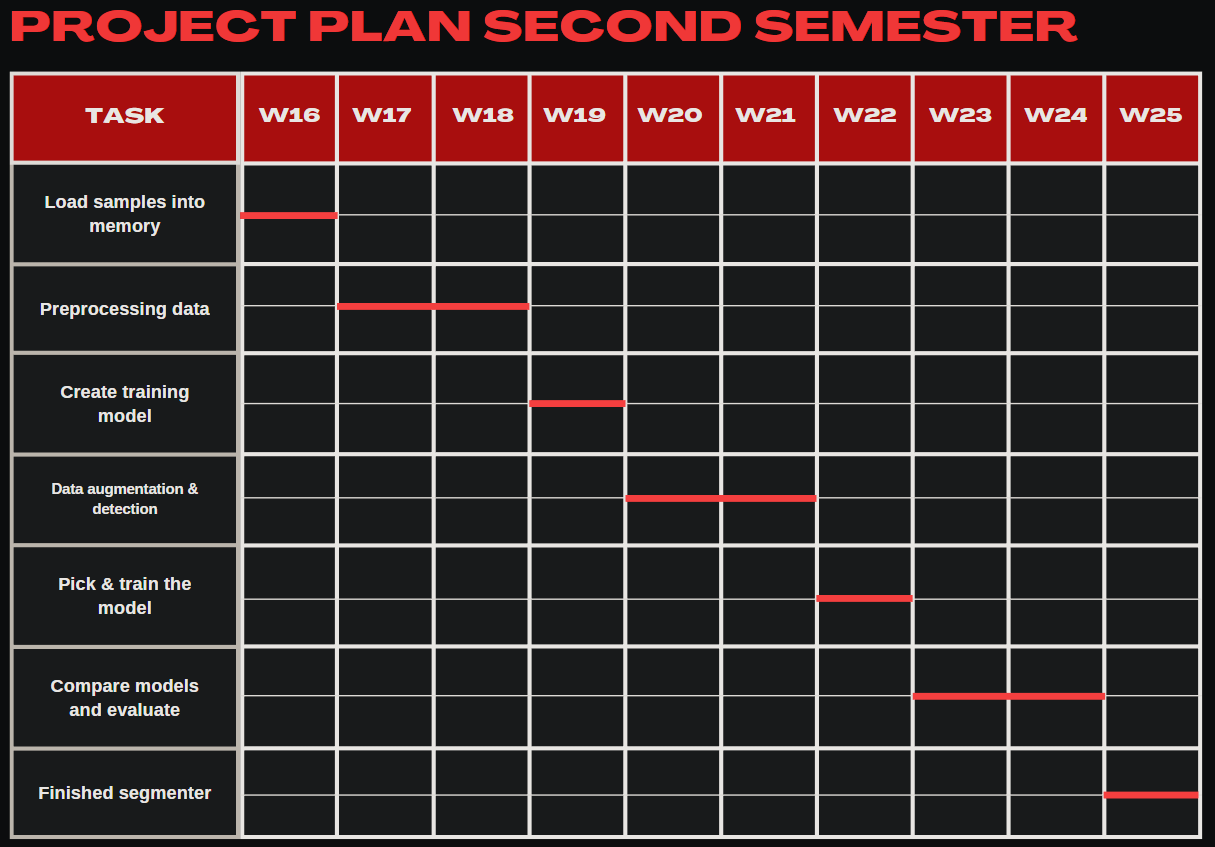 PROJECT PLAN SECOND SEMESTER
TASK W16 W17 W18 W19 W20 W21 W22 W23 W24 W25
Load samples into
memory
Preprocessing data
Create training
model
Data augmentation &
detection
Pick & train the
model
Compare models
and evaluate
Finished segmenter